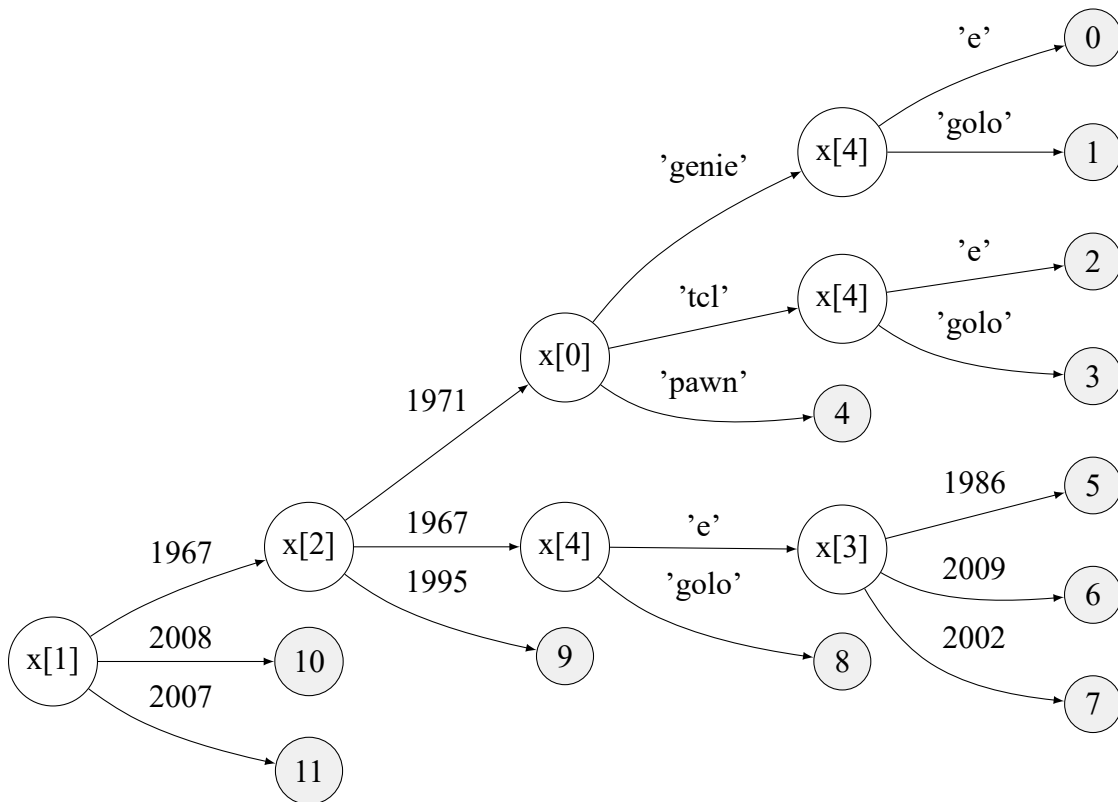 ’e’
0
’golo’
1
x[4]
’genie’
’e’
2
’tcl’
x[4]
’golo’
3
x[0]
’pawn’
4
1971
1986
5
1967
’e’
x[2]
x[4]
x[3]
2009
6
1967
1995
’golo’
2002
2008
9
8
x[1]
10
7
2007
11